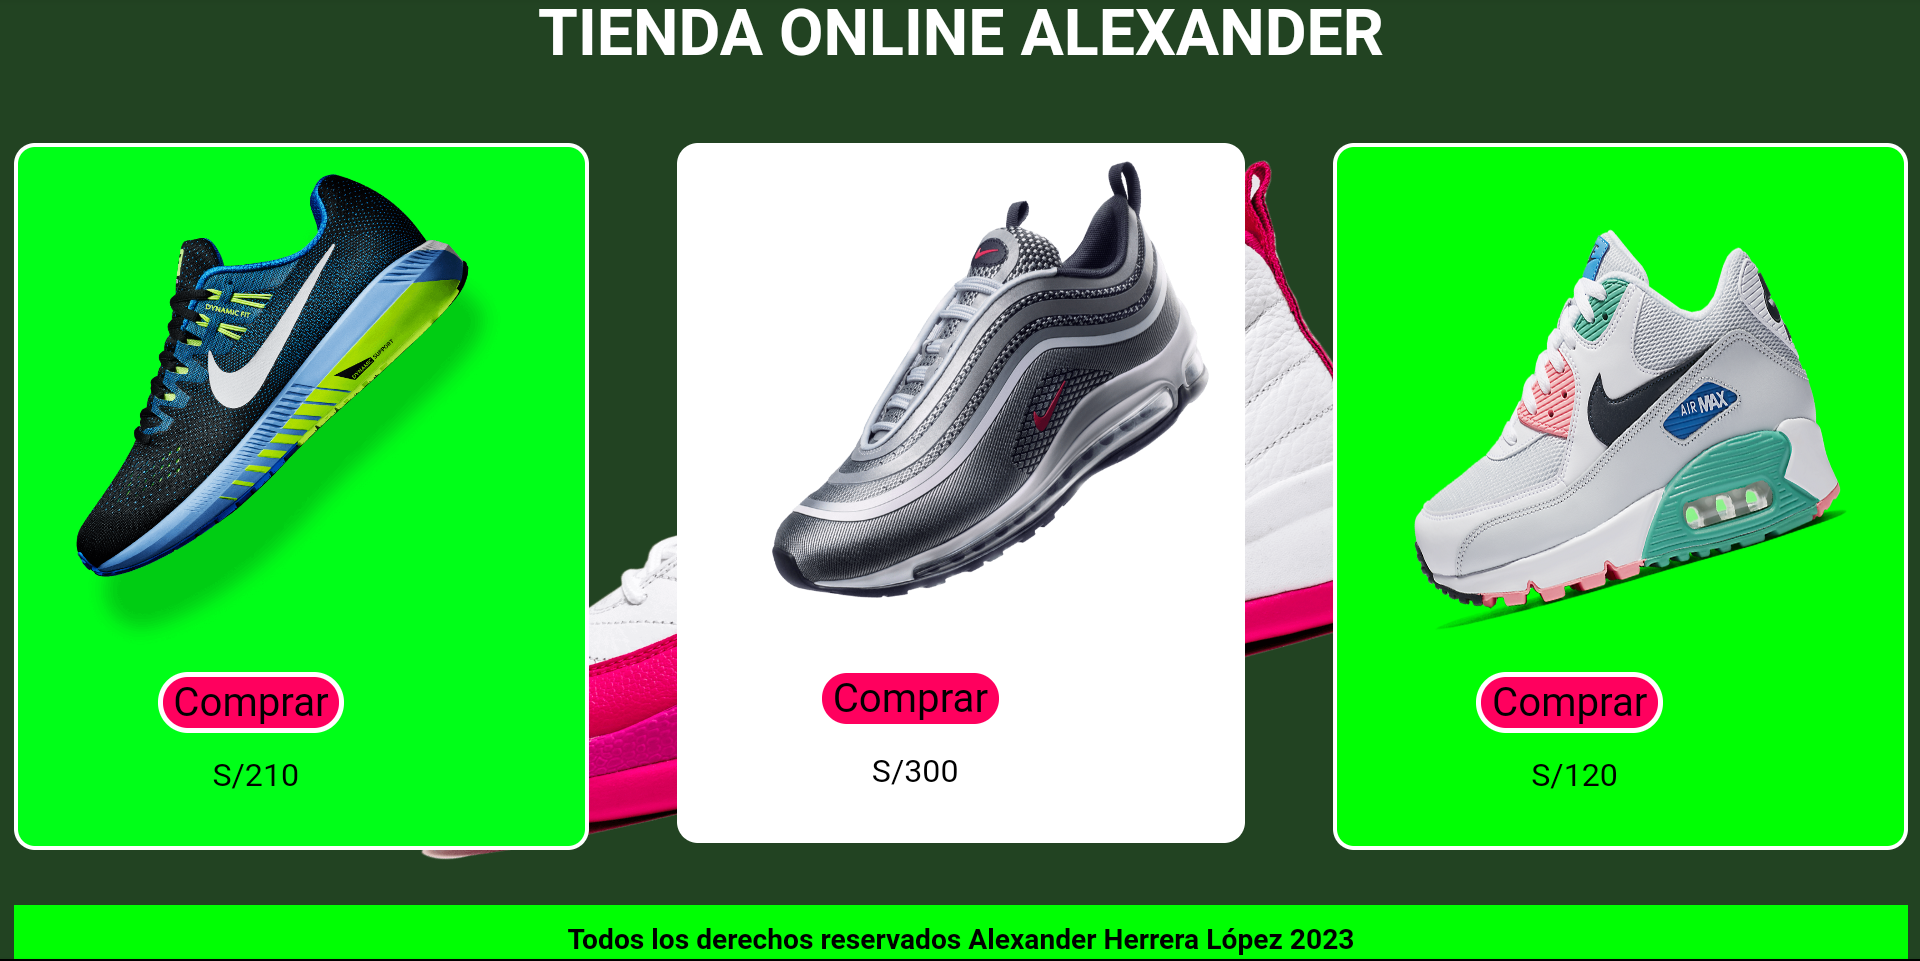 TIENDA ONLINE ALEXANDER
DYNAMIC FIT
DYNAMIC SUPPORT
AIR MAX
Comprar
Comprar
Comprar
S/210
S/300
S/120
Todos los derechos reservados Alexander Herrera López 2023